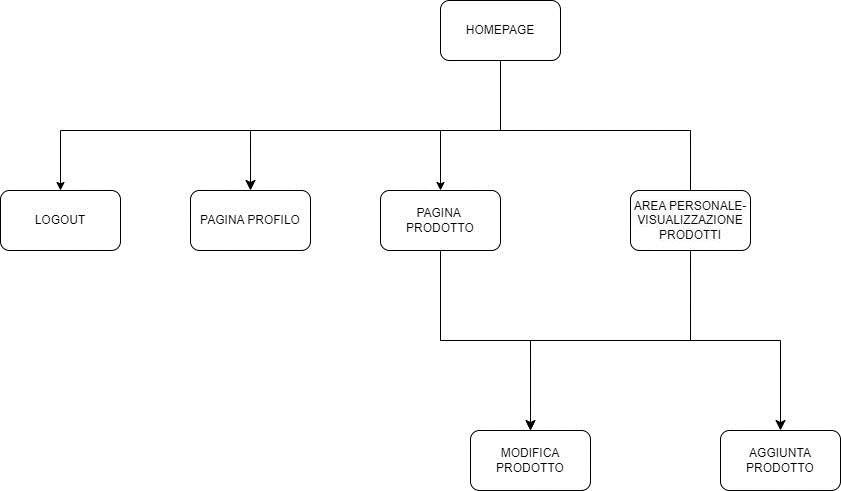 HOMEPAGE
LOGOUT
PAGINA PROFILO
PAGINA
PRODOTTO
AREA PERSONALE-
VISUALIZZAZIONE
PRODOTTI
MODIFICA
PRODOTTO
AGGIUNTA
PRODOTTO